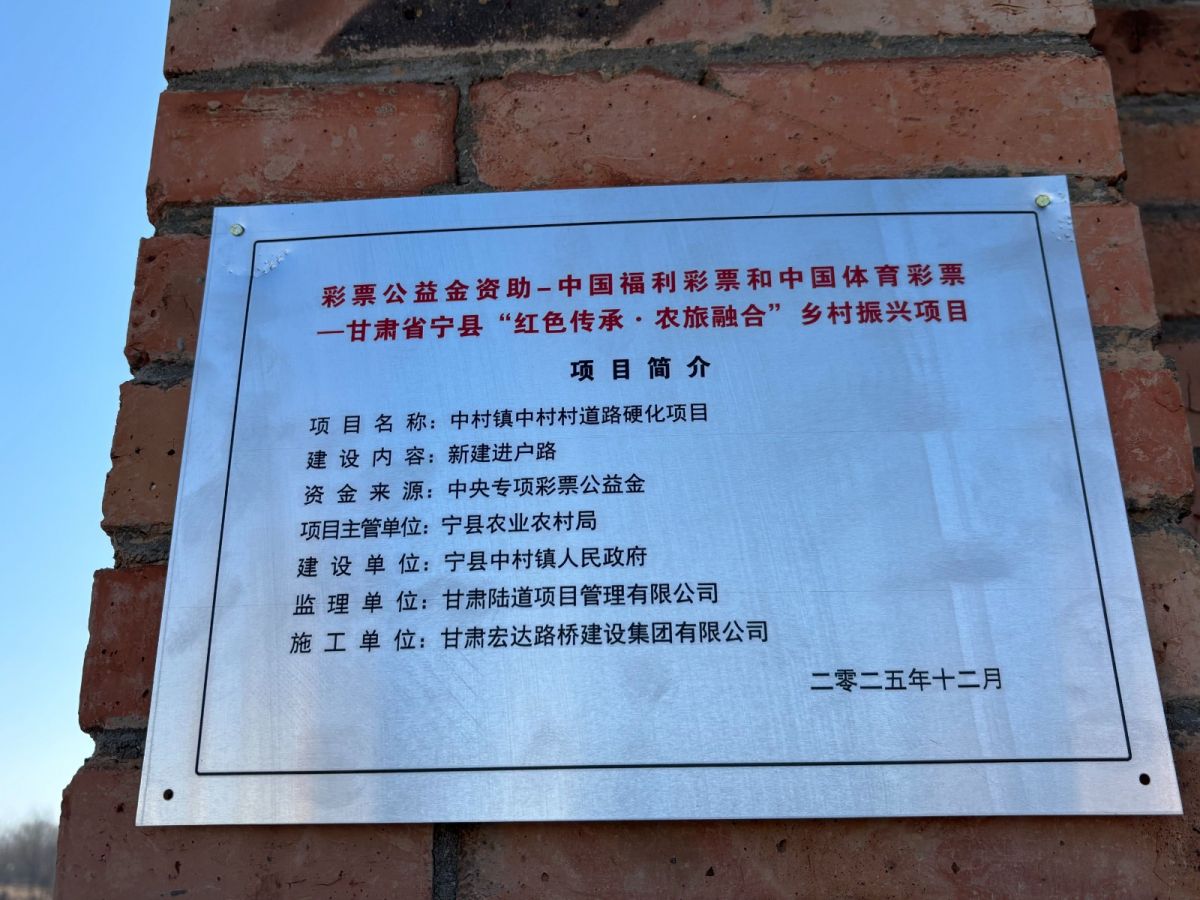 彩票公益金资助-中国福利彩票和中国体育彩票
—甘肃省宁县“红色传承·农旅融合”乡村振兴项目
项目简介
项目名称：中村镇中村村道路硬化项目
建设内容：新建进户路
资金来源：中央专项彩票公益金
项目主管单位：宁县农业农村局
建设单位：宁县中村镇人民政府
监理单位：甘肃陆道项目管理有限公司
施工单位：甘肃宏达路桥建设集团有限公司
二零二五年十二月